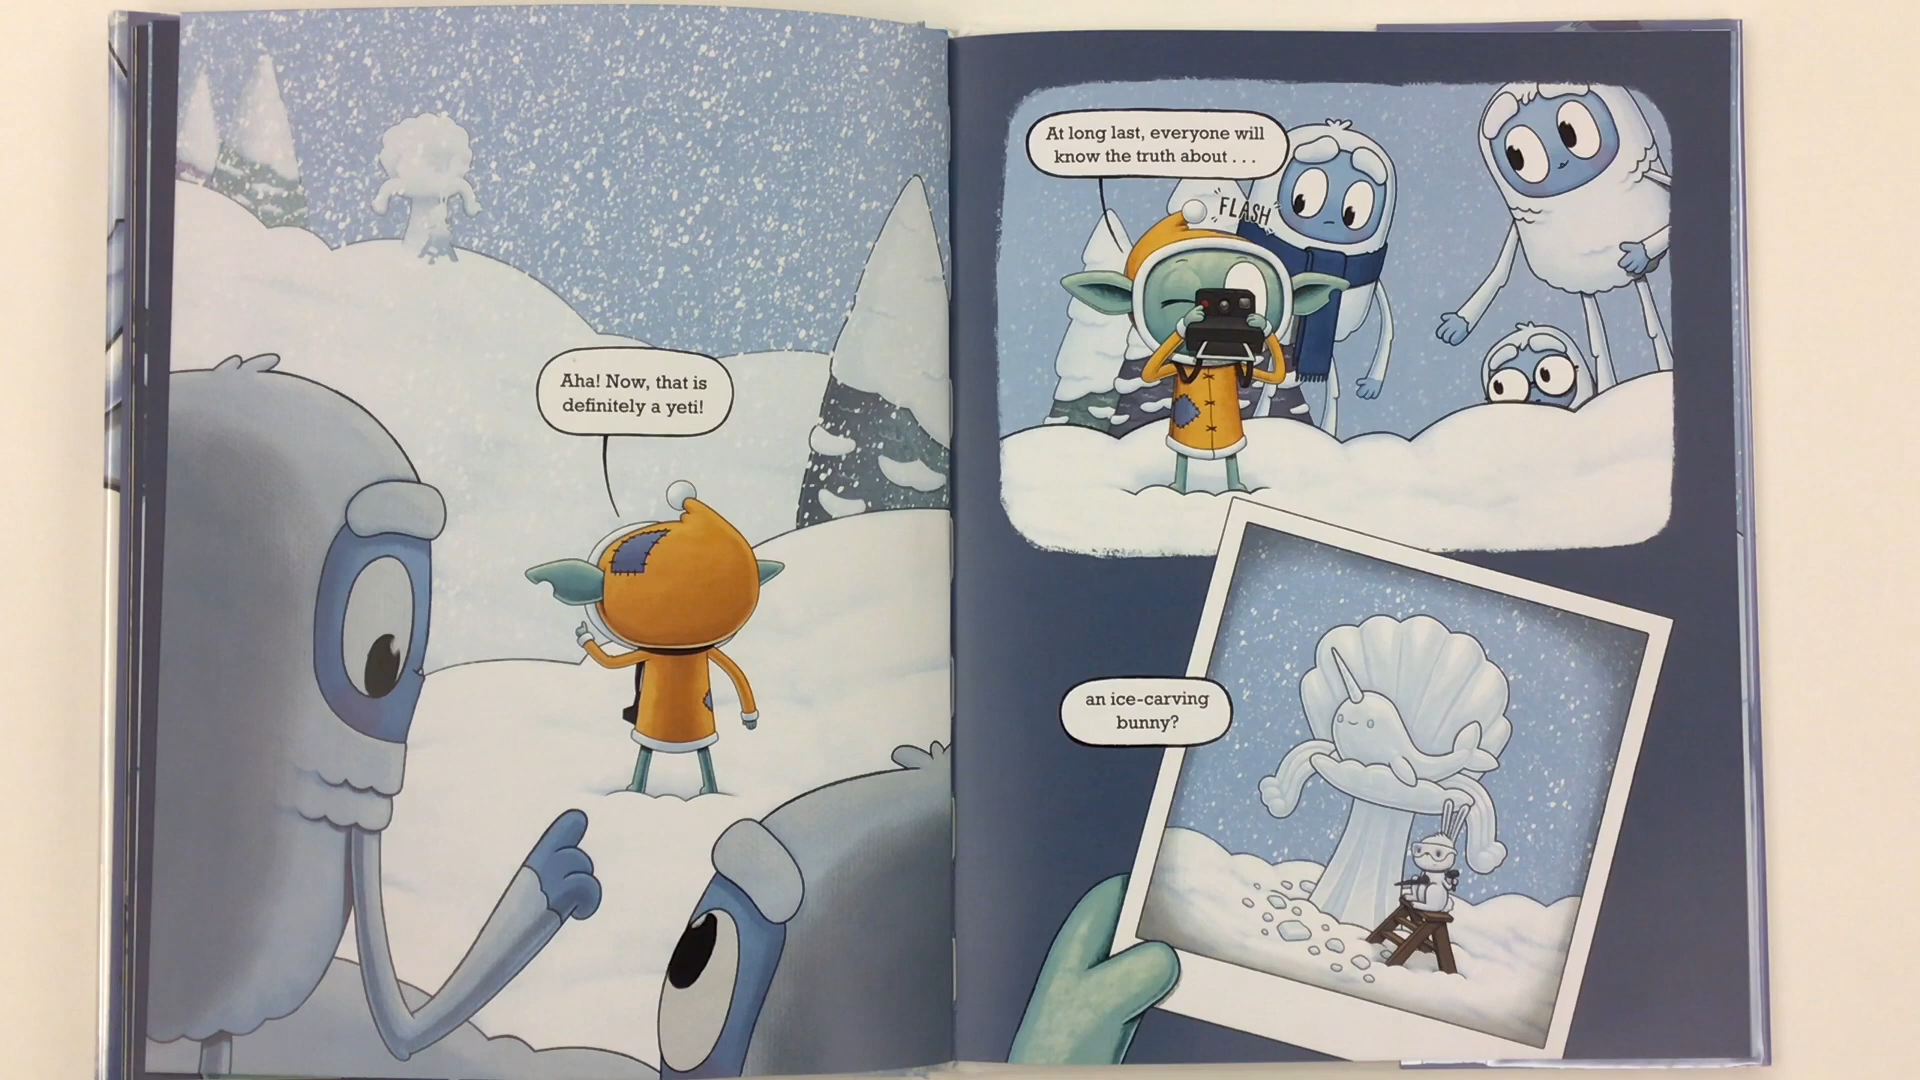 Aha! Now, that is
definitely a yeti!
At long last, everyone will
know the truth about . . .
FLASH
an ice-carving
bunny?